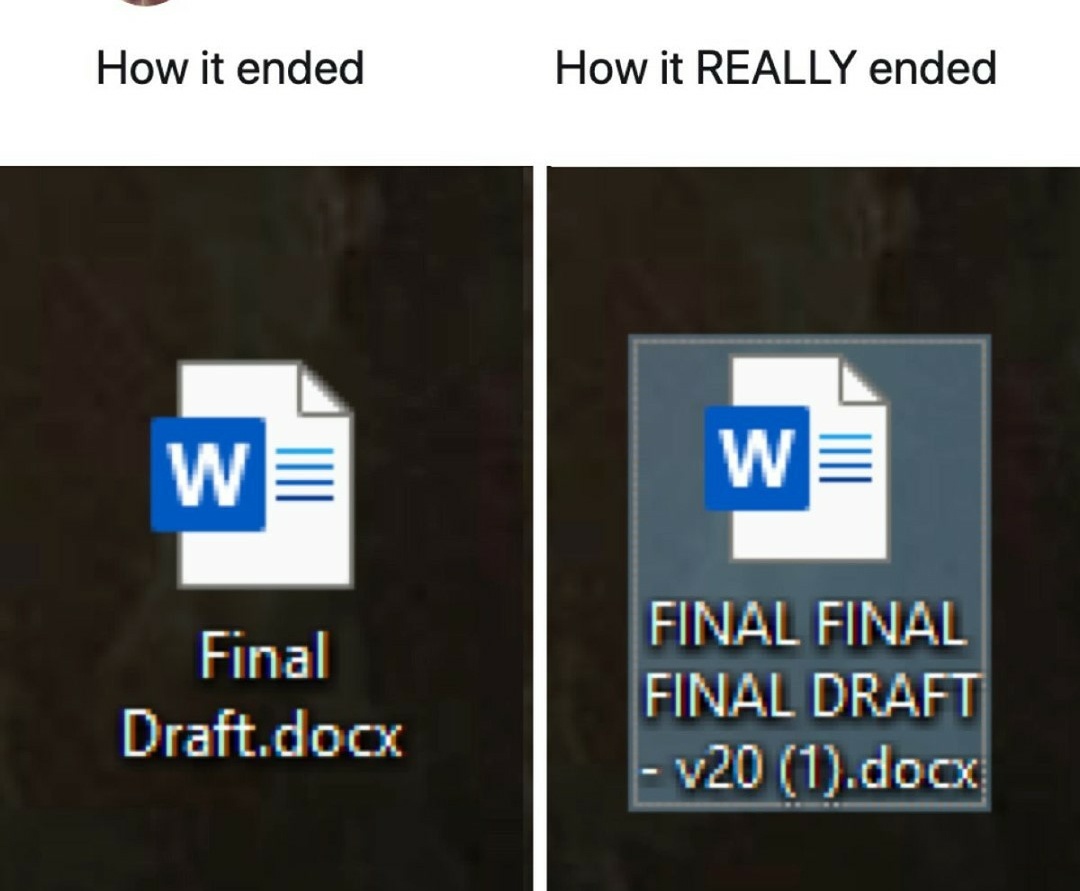 How it ended
How it REALLY ended
W
Final
Draft.docx
W
FINAL FINAL
FINAL DRAFT
- v20 (1).docx